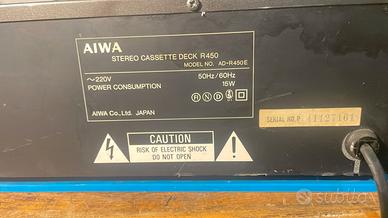 AIWA
STEREO CASSETTE DECK R450
MODEL NO. AD-R450E
~220V 50Hz/60Hz
POWER CONSUMPTION 15W
H N D
AIWA Co., Ltd. JAPAN
SERIAL NO.P 41127161
CAUTION
RISK OF ELECTRIC SHOCK
DO NOT OPEN
subito